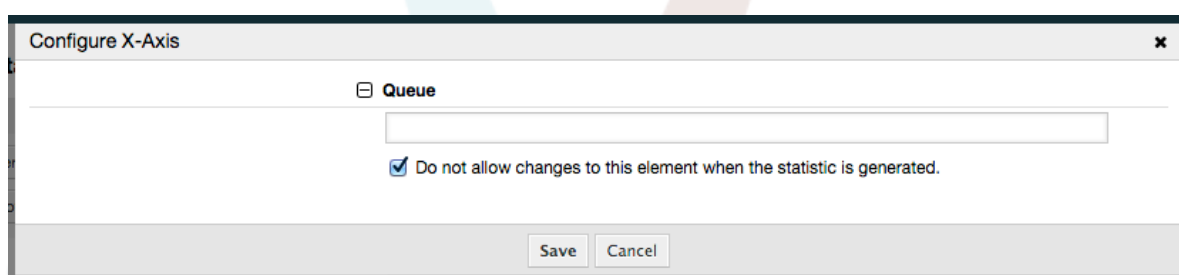 Configure X-Axis
Queue
Do not allow changes to this element when the statistic is generated.
Save Cancel